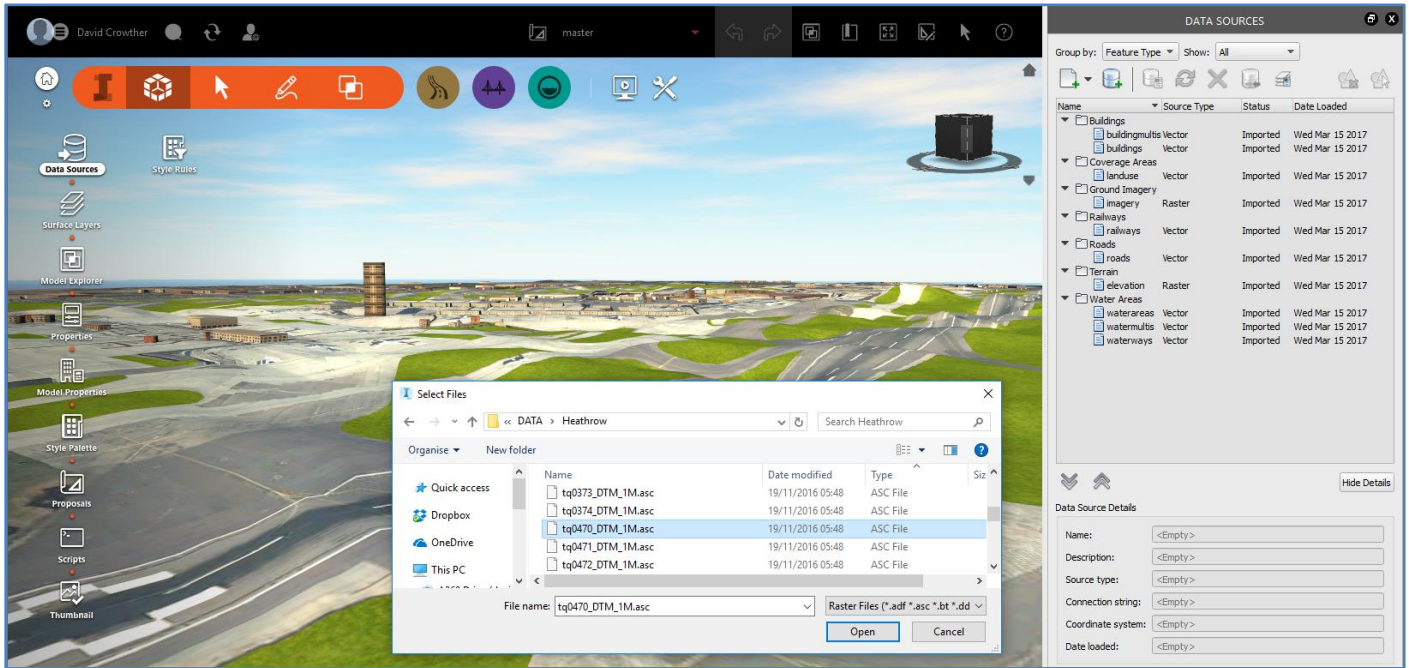 David Crowther
master
Data Sources
Style Rules
Surface Layers
Model Explorer
Properties
Model Properties
Style Palette
Proposals
Scripts
Thumbnail
Select Files
« DATA > Heathrow
Search Heathrow
Organise
New folder
Name Date modified Type Siz
Quick access
Dropbox
OneDrive
This PC
tq0373_DTM_1M.asc 19/11/2016 05:48 ASC File
tq0374_DTM_1M.asc 19/11/2016 05:48 ASC File
tq0470_DTM_1M.asc 19/11/2016 05:48 ASC File
tq0471_DTM_1M.asc 19/11/2016 05:48 ASC File
tq0472_DTM_1M.asc 19/11/2016 05:48 ASC File
File name: tq0470_DTM_1M.asc Raster Files (*.adf *.asc *.bt *.dd
Open Cancel
DATA SOURCES
Group by: Feature Type Show: All
Name Source Type Status Date Loaded
Buildings
buildingmultis Vector Imported Wed Mar 15 2017
buildings Vector Imported Wed Mar 15 2017
Coverage Areas
landuse Vector Imported Wed Mar 15 2017
Ground Imagery
imagery Raster Imported Wed Mar 15 2017
Railways
railways Vector Imported Wed Mar 15 2017
Roads
roads Vector Imported Wed Mar 15 2017
Terrain
elevation Raster Imported Wed Mar 15 2017
Water Areas
waterareas Vector Imported Wed Mar 15 2017
watermultis Vector Imported Wed Mar 15 2017
waterways Vector Imported Wed Mar 15 2017
Hide Details
Data Source Details
Name: <Empty>
Description: <Empty>
Source type: <Empty>
Connection string: <Empty>
Coordinate system: <Empty>
Date loaded: <Empty>